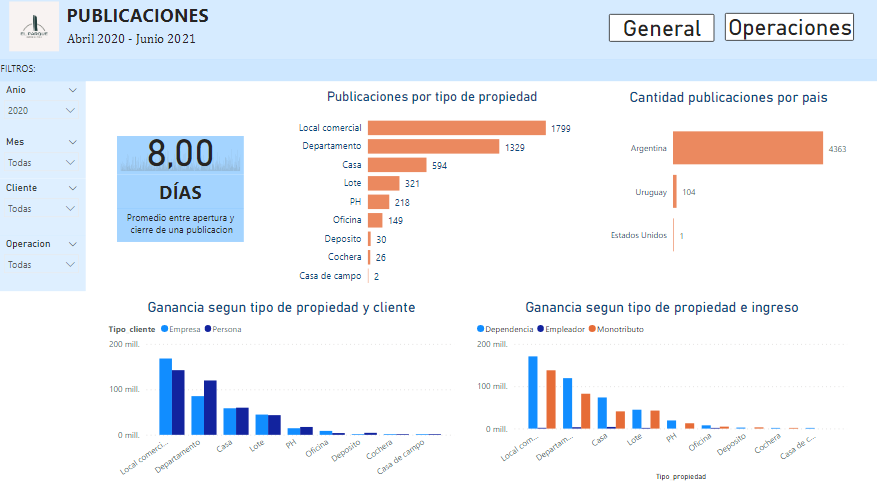 EL PARQUE
PUBLICACIONES
Abril 2020 - Junio 2021
General
Operaciones
FILTROS:
Anio
2020
Mes
Todas
Cliente
Todas
Operacion
Todas
8,00
DÍAS
Promedio entre apertura y
cierre de una publicacion
Publicaciones por tipo de propiedad
Local comercial 1799
Departamento 1329
Casa 594
Lote 321
PH 218
Oficina 149
Deposito 30
Cochera 26
Casa de campo 2
Cantidad publicaciones por pais
Argentina 4363
Uruguay 104
Estados Unidos 1
Ganancia segun tipo de propiedad y cliente
Tipo cliente Empresa Persona
200 mill.
100 mill.
0 mill.
Local comerci...
Departamento
Casa
Lote
PH
Oficina
Deposito
Cochera
Casa de campo
Ganancia segun tipo de propiedad e ingreso
Dependencia Empleador Monotributo
200 mill.
100 mill.
0 mill.
Local com...
Departam...
Casa
Lote
PH
Oficina
Deposito
Cochera
Casa de c...
Tipo propiedad